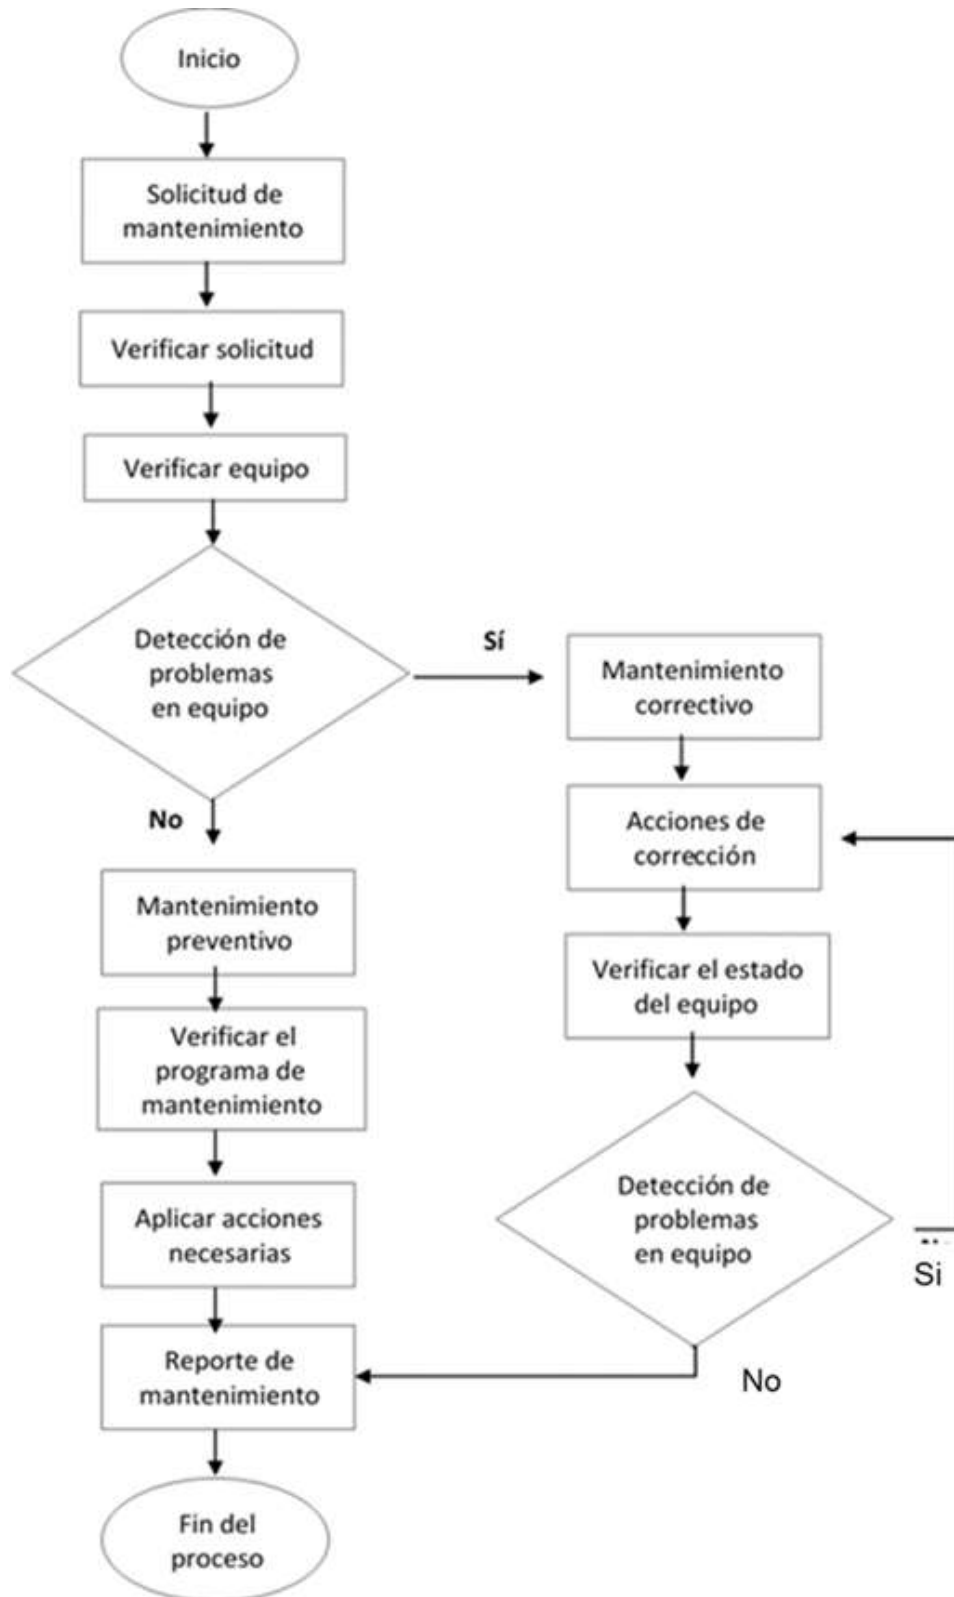 Inicio
Solicitud de
mantenimiento
Verificar solicitud
Verificar equipo
Detección de
problemas
en equipo
Sí
No
Mantenimiento
correctivo
Acciones de
corrección
Verificar el estado
del equipo
Detección de
problemas
en equipo
Si
No
Mantenimiento
preventivo
Verificar el
programa de
mantenimiento
Aplicar acciones
necesarias
Reporte de
mantenimiento
Fin del
proceso